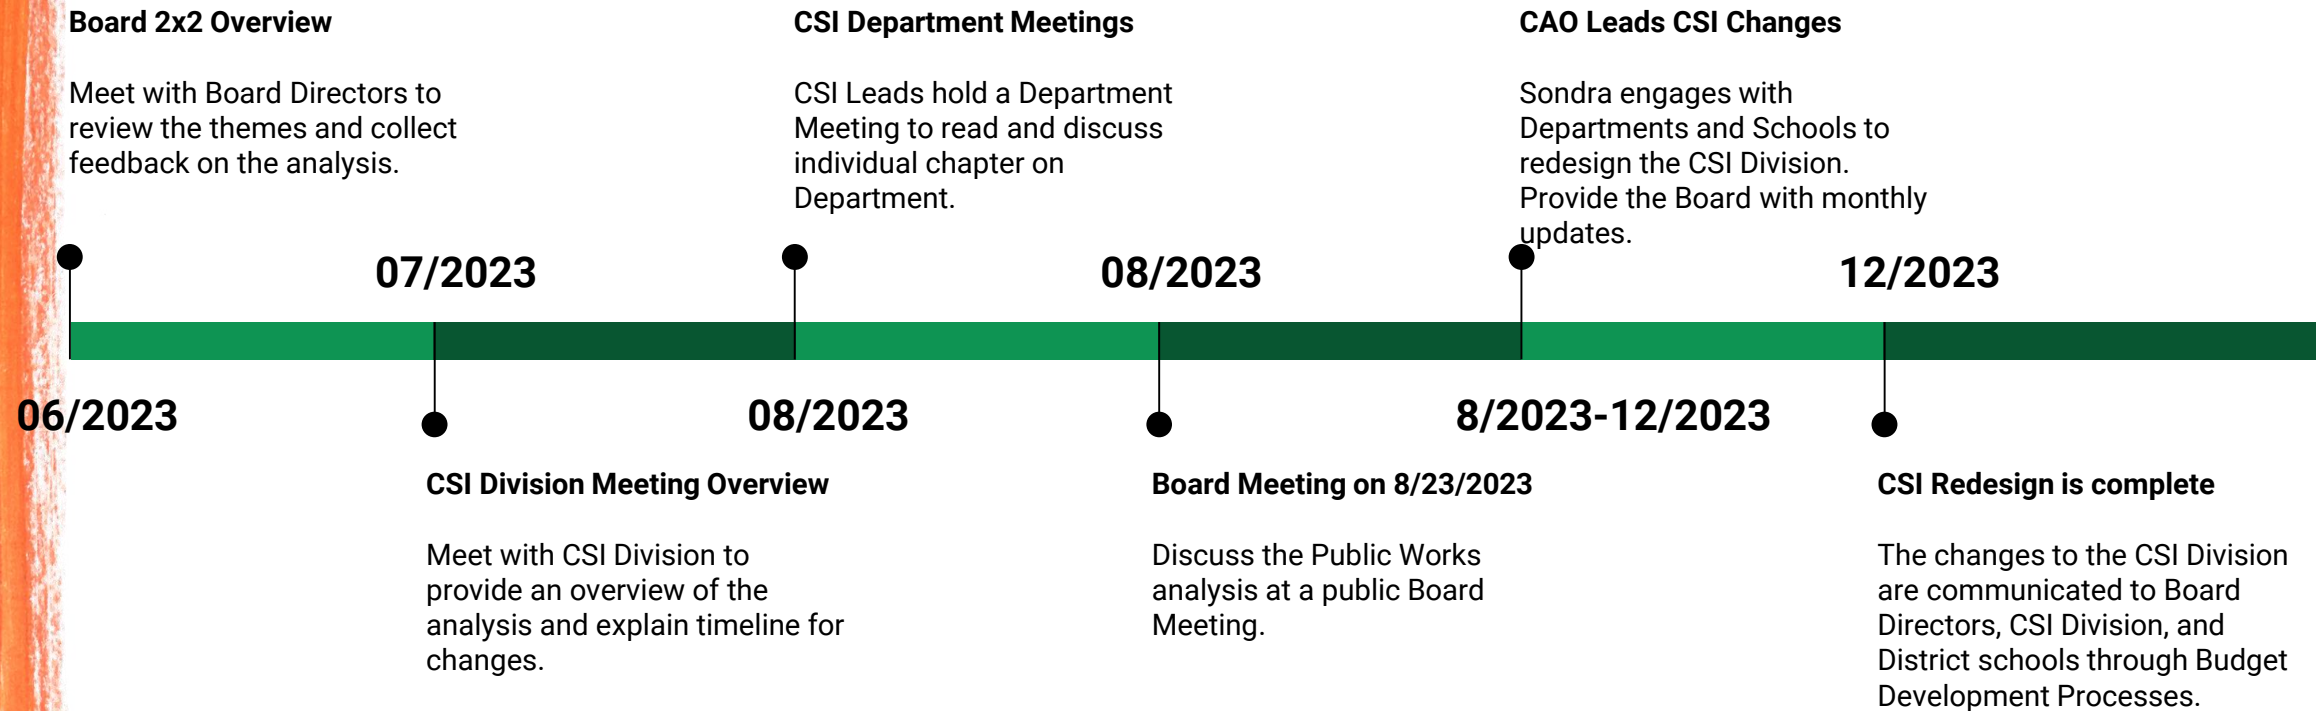 Board 2x2 Overview
Meet with Board Directors to
review the themes and collect
feedback on the analysis.
06/2023
07/2023
CSI Division Meeting Overview
Meet with CSI Division to
provide an overview of the
analysis and explain timeline for
changes.
CSI Department Meetings
CSI Leads hold a Department
Meeting to read and discuss
individual chapter on
Department.
08/2023
08/2023
Board Meeting on 8/23/2023
Discuss the Public Works
analysis at a public Board
Meeting.
CAO Leads CSI Changes
Sondra engages with
Departments and Schools to
redesign the CSI Division.
Provide the Board with monthly
updates.
8/2023-12/2023
12/2023
CSI Redesign is complete
The changes to the CSI Division
are communicated to Board
Directors, CSI Division, and
District schools through Budget
Development Processes.